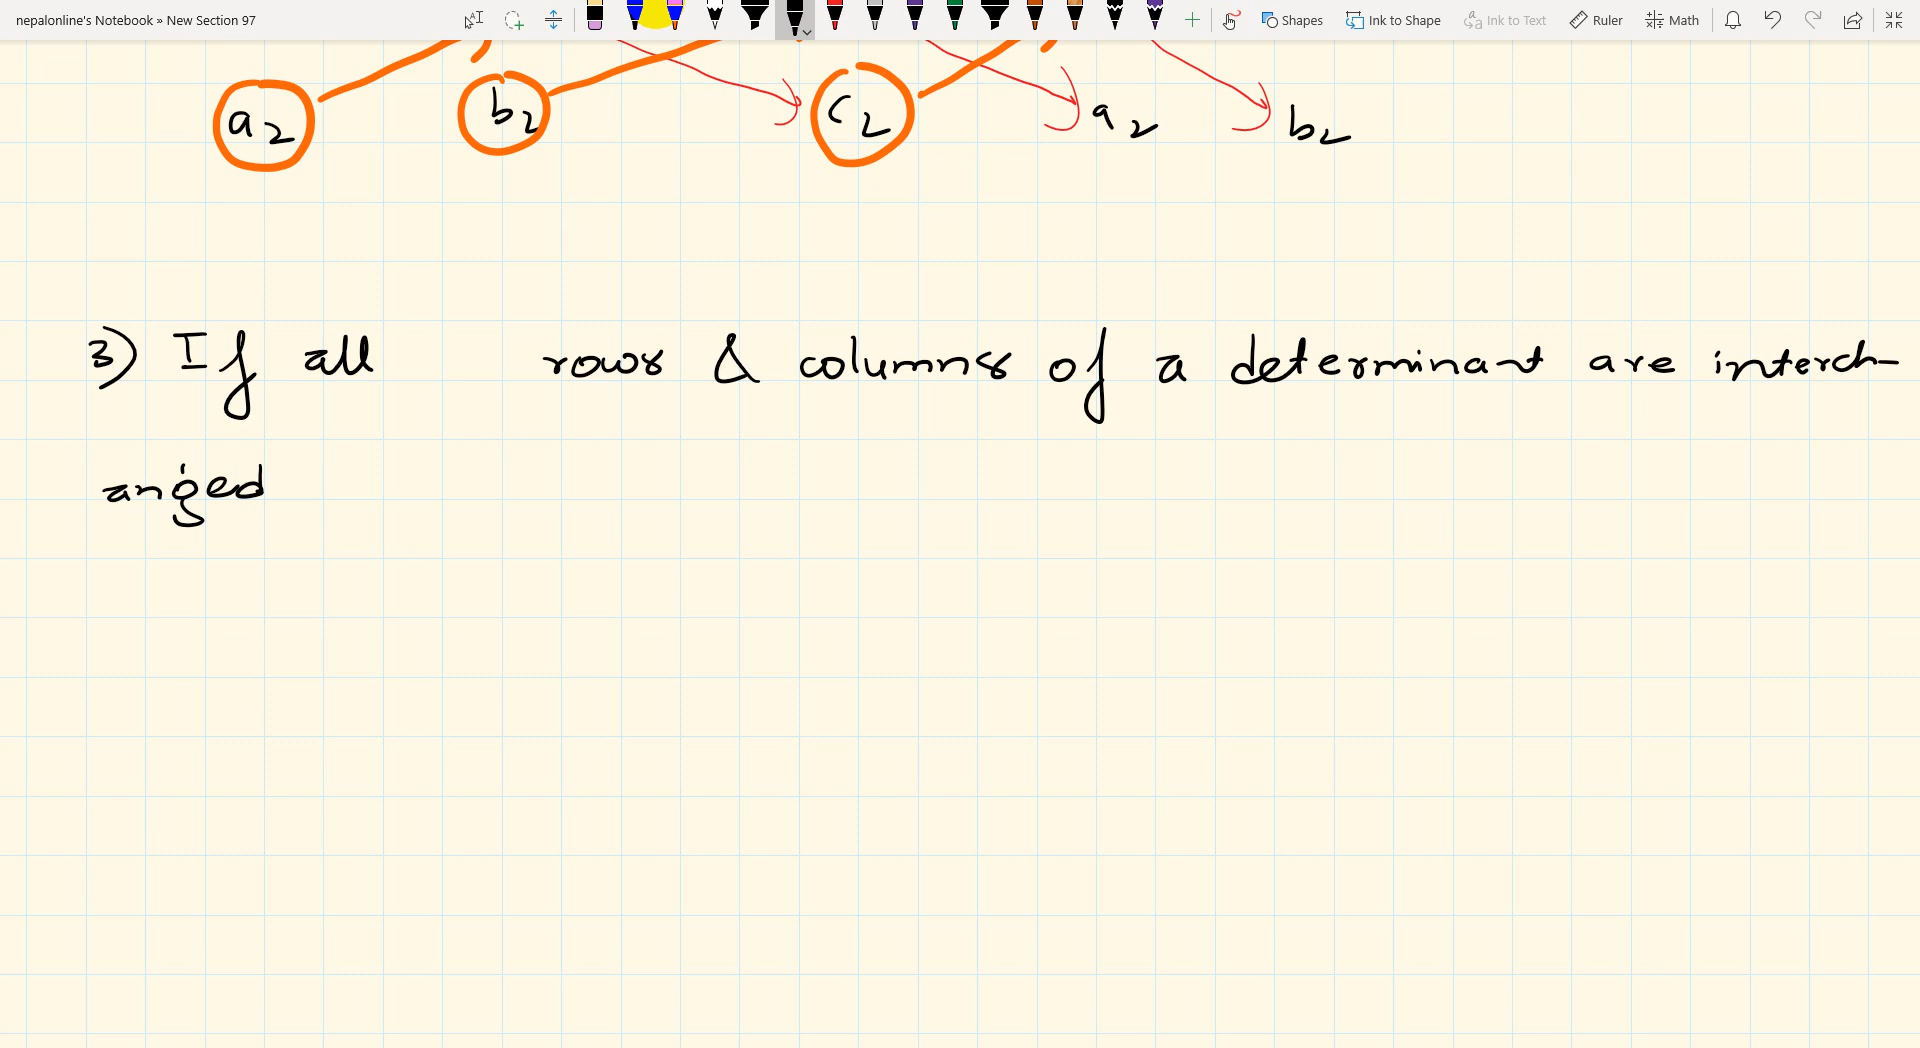 nepalonline's Notebook » New Section 97
Shapes Ink to Shape Ink to Text Ruler Math
a2 b2 c2 a2 b2
3) If all rows & columns of a determinant are interch-
anged